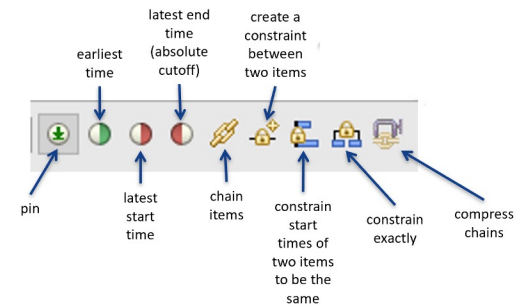 latest end
time
(absolute
cutoff)
create a
constraint
between
two items
earliest
time
pin
latest
start
time
chain
items
constrain
start
times of
two items
to be the
same
constrain
exactly
compress
chains